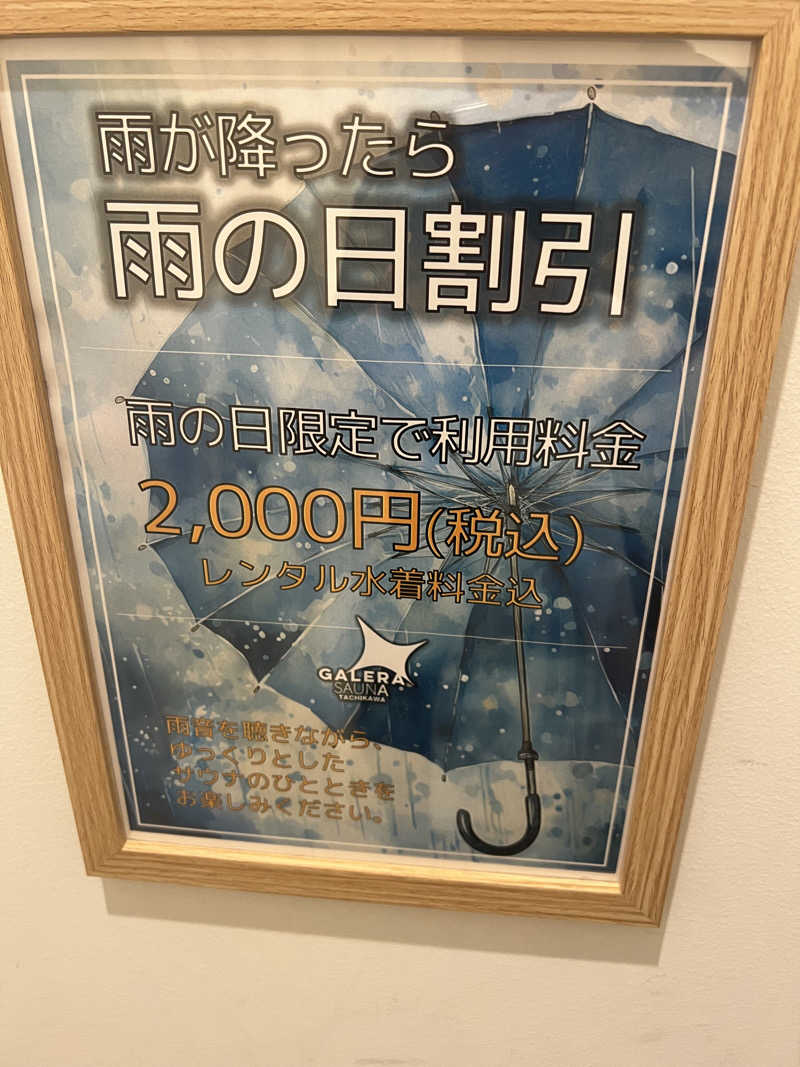 雨が降ったら
雨の日割引
雨の日限定で利用料金
2,000円(税込)
レンタル水着料金込
GALERA
SAUNA
TACHIKAWA
雨音を聴きながら、
ゆっくりとした
サウナのひとときを
お楽しみください。